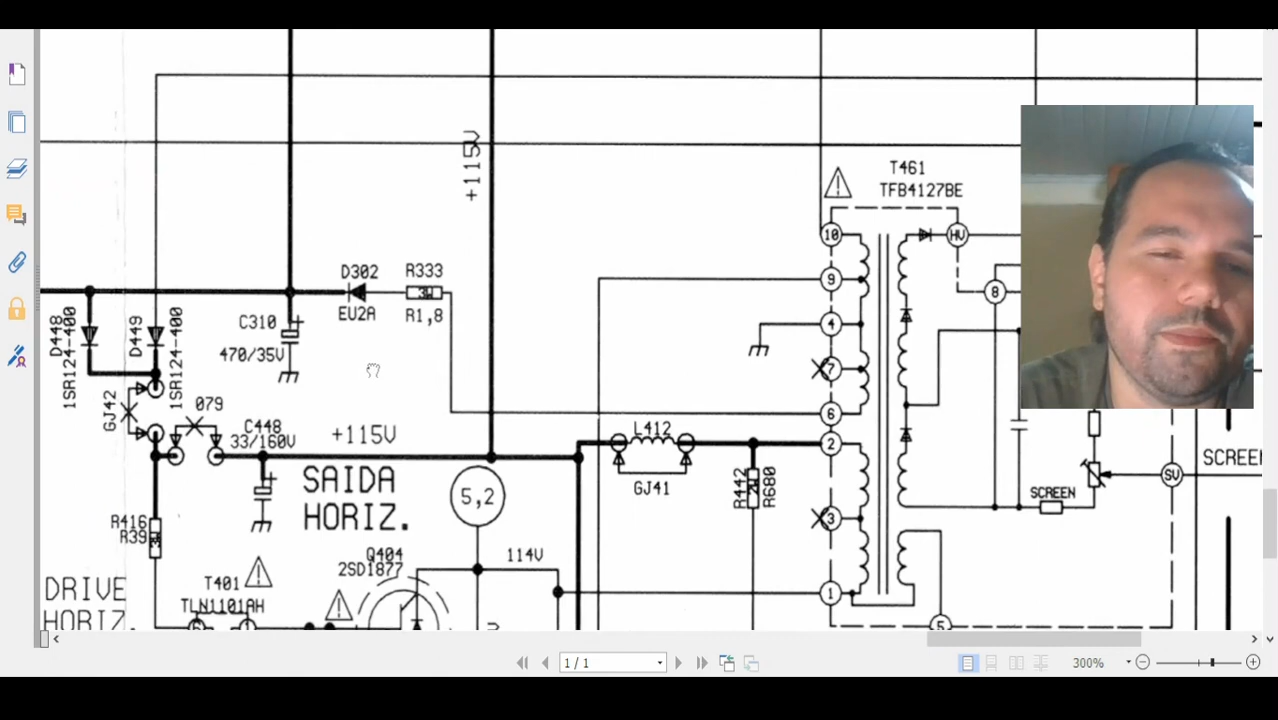 +115V
T461
TFB4127BE
10
HV
9
8
D302
R333
3W
EU2A
R1,8
D448
1SR124-400
D449
1SR124-400
C310
+
470/35V
4
7
6
GJ42
079
C448
33/160V
+
+115V
L412
2
GJ41
SAIDA
HORIZ.
5,2
R442
R680
SCREEN
SV
SCREEN
3
R416
R39
Q404
2SD1877
114V
DRIVE
HORIZ.
T401
TLN1101AH
1
5
1 / 1
300%